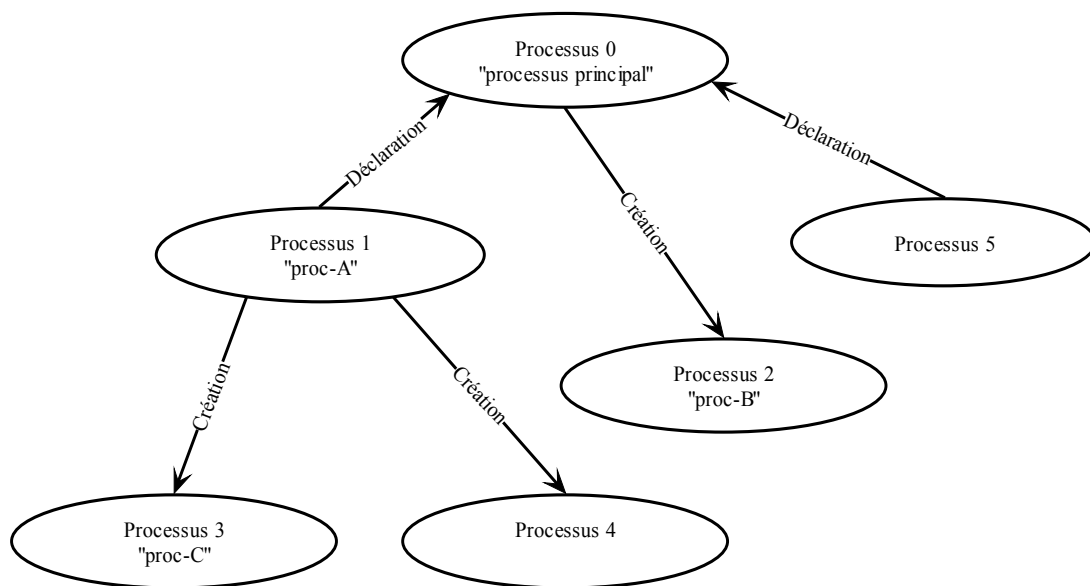 Processus 0
"processus principal"
Déclaration
Déclaration
Création
Processus 1
"proc-A"
Processus 5
Création
Création
Processus 2
"proc-B"
Processus 3
"proc-C"
Processus 4